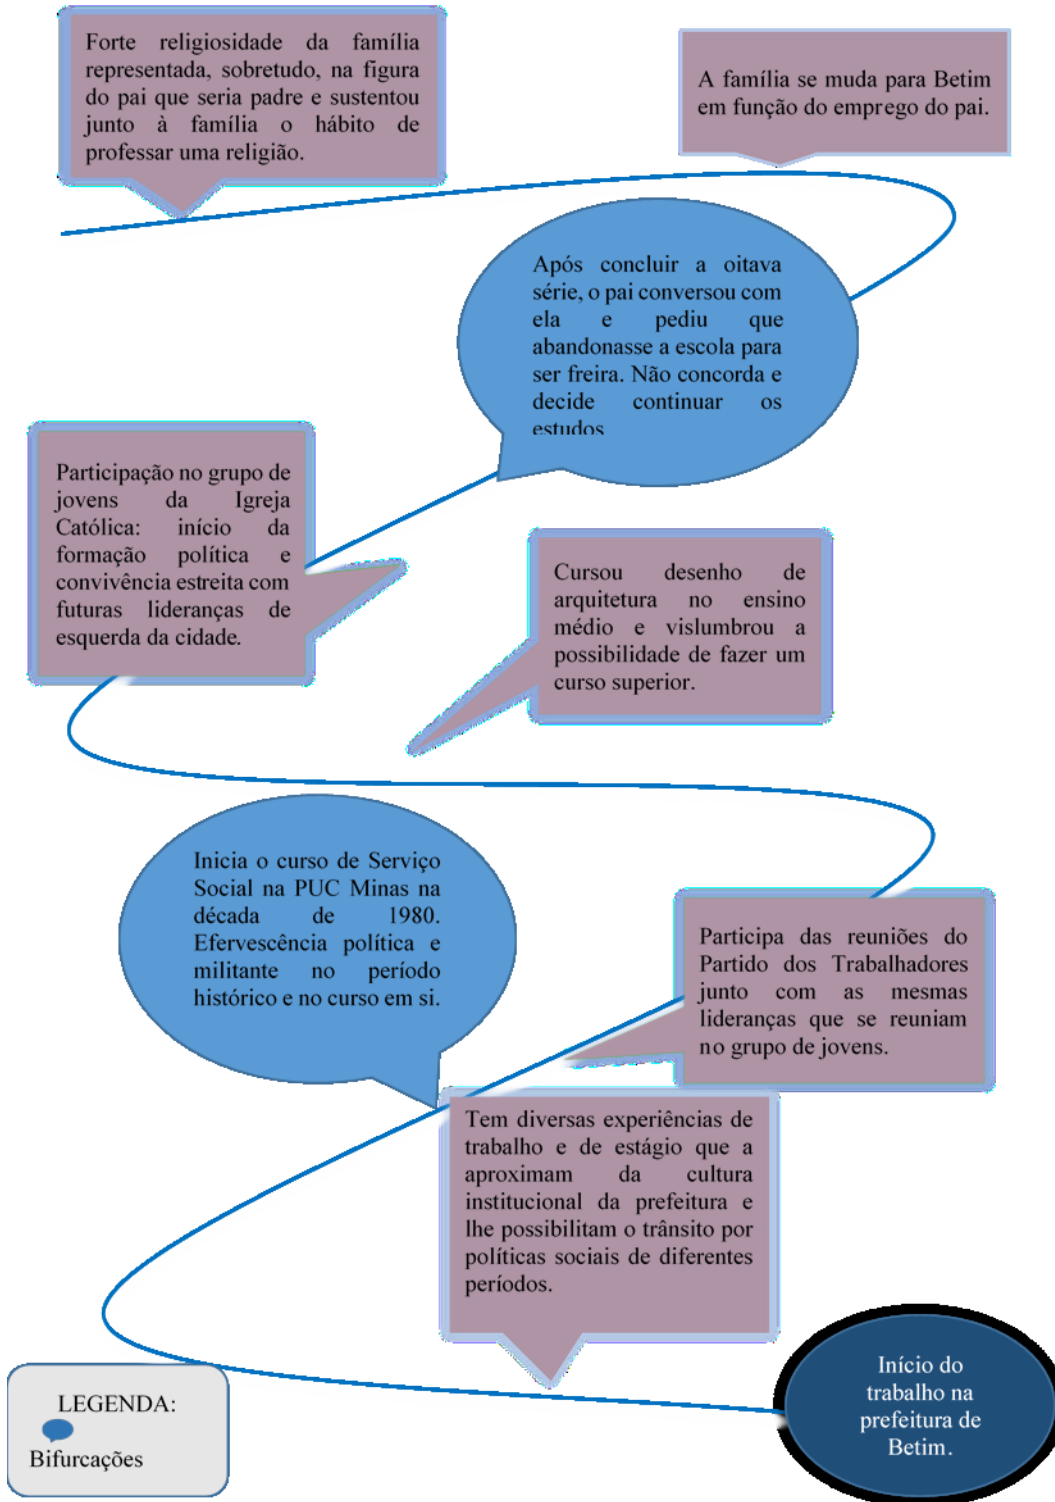 Forte religiosidade da família
representada, sobretudo, na figura
do pai que seria padre e sustentou
junto à família o hábito de
professar uma religião.
A família se muda para Betim
em função do emprego do pai.
Após concluir a oitava
série, o pai conversou com
ela e pediu que
abandonasse a escola para
ser freira. Não concorda e
decide continuar os
estudos
Participação no grupo de
jovens da Igreja
Católica: início da
formação política e
convivência estreita com
futuras lideranças de
esquerda da cidade.
Cursou desenho de
arquitetura no ensino
médio e vislumbrou a
possibilidade de fazer um
curso superior.
Inicia o curso de Serviço
Social na PUC Minas na
década de 1980.
Efervescência política e
militante no período
histórico e no curso em si.
Participa das reuniões do
Partido dos Trabalhadores
junto com as mesmas
lideranças que se reuniam
no grupo de jovens.
Tem diversas experiências de
trabalho e de estágio que a
aproximam da cultura
institucional da prefeitura e
lhe possibilitam o trânsito por
políticas sociais de diferentes
períodos.
Início do
trabalho na
prefeitura de
Betim.
LEGENDA:
Bifurcações